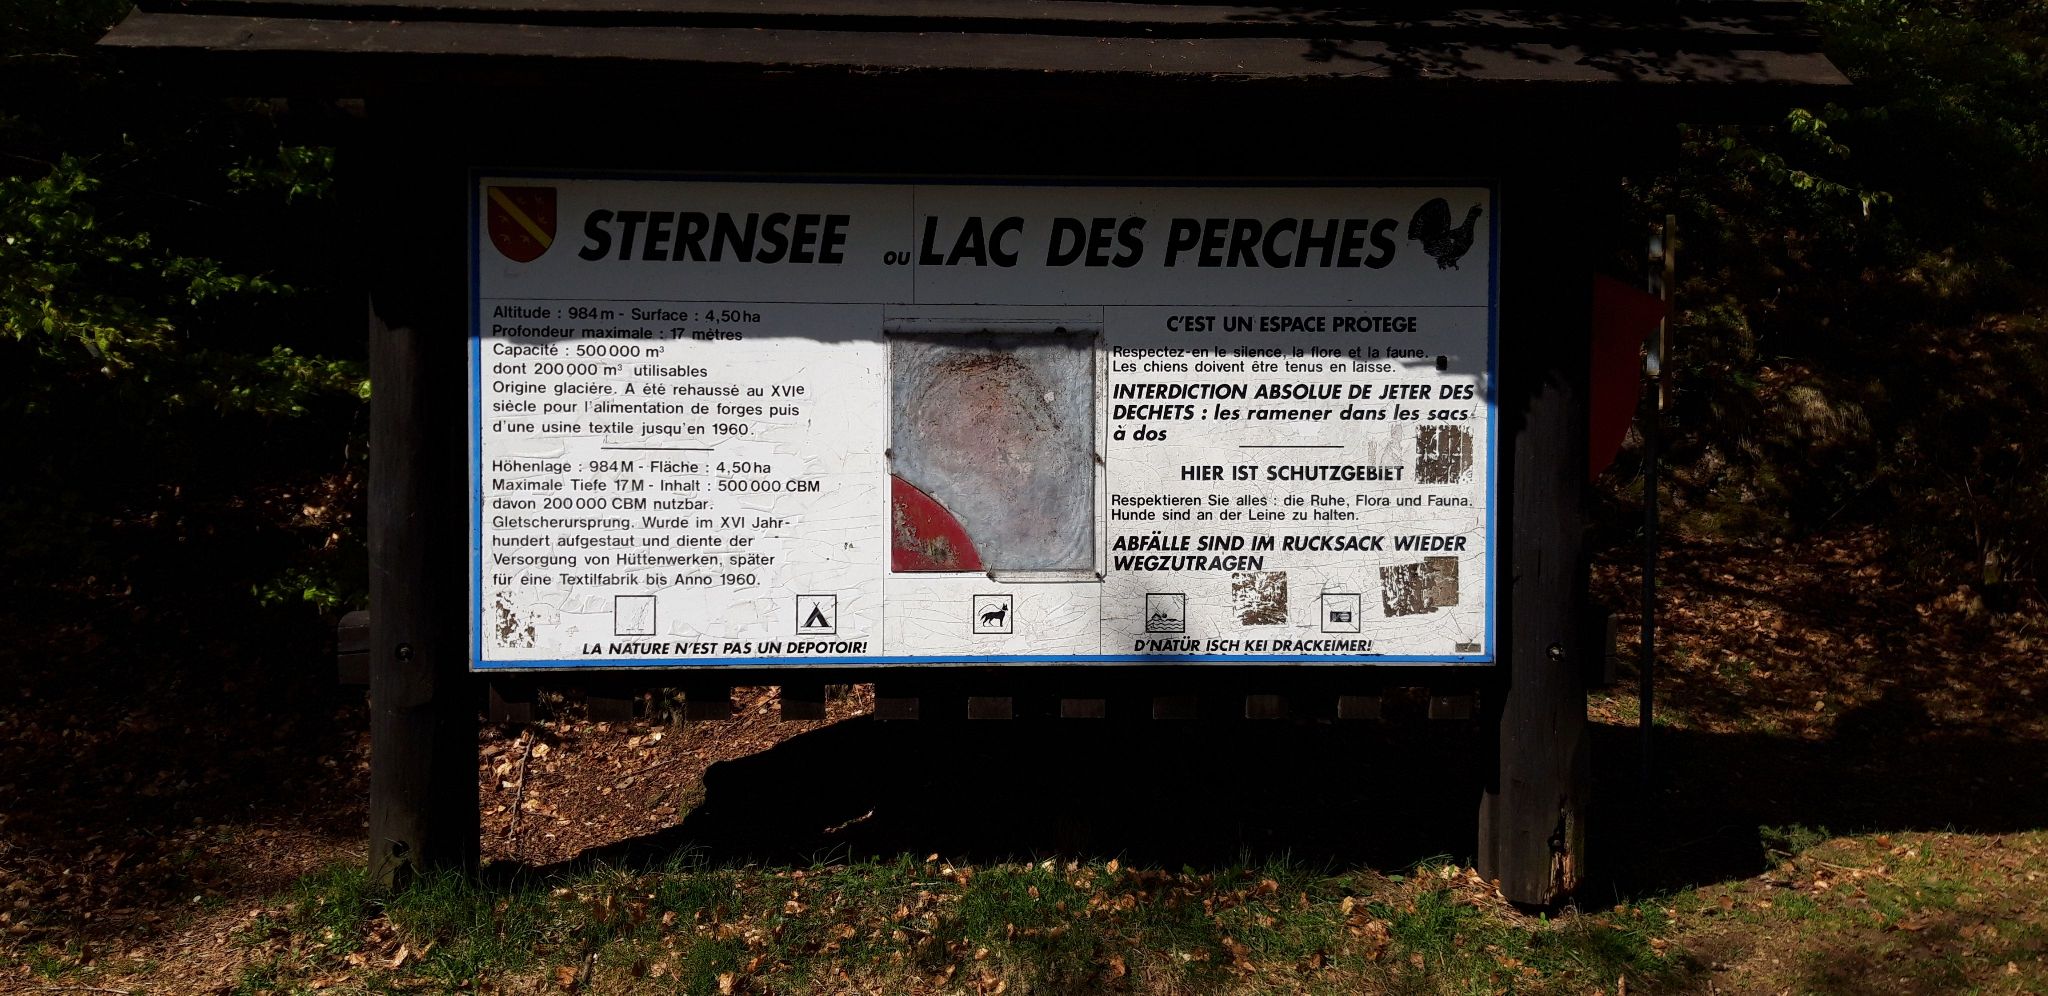 STERNSEE ou LAC DES PERCHES
Altitude : 984 m - Surface : 4,50 ha
Profondeur maximale : 17 mètres
Capacité : 500 000 m³
dont 200 000 m³ utilisables
Origine glacière. A été rehaussé au XVIe
siècle pour l'alimentation de forges puis
d'une usine textile jusqu'en 1960.
Höhenlage : 984 M - Fläche : 4,50 ha
Maximale Tiefe 17 M - Inhalt : 500 000 CBM
davon 200 000 CBM nutzbar.
Gletscherursprung. Wurde im XVI Jahr-
hundert aufgestaut und diente der
Versorgung von Hüttenwerken, später
für eine Textilfabrik bis Anno 1960.
LA NATURE N'EST PAS UN DEPOTOIR!
C'EST UN ESPACE PROTEGE
Respectez-en le silence, la flore et la faune.
Les chiens doivent être tenus en laisse.
INTERDICTION ABSOLUE DE JETER DES
DECHETS : les ramener dans les sacs
à dos
HIER IST SCHUTZGEBIET
Respektieren Sie alles : die Ruhe, Flora und Fauna.
Hunde sind an der Leine zu halten.
ABFÄLLE SIND IM RUCKSACK WIEDER
WEGZUTRAGEN
D'NATÜR ISCH KEI DRACKEIMER!